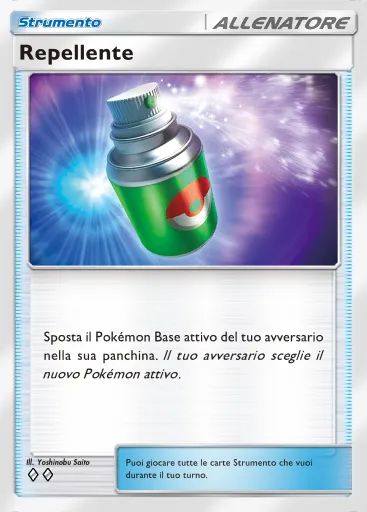 Strumento
ALLENATORE
Repellente
Sposta il Pokémon Base attivo del tuo avversario
nella sua panchina. Il tuo avversario sceglie il
nuovo Pokémon attivo.
Ill. Yoshinobu Saito
Puoi giocare tutte le carte Strumento che vuoi
durante il tuo turno.